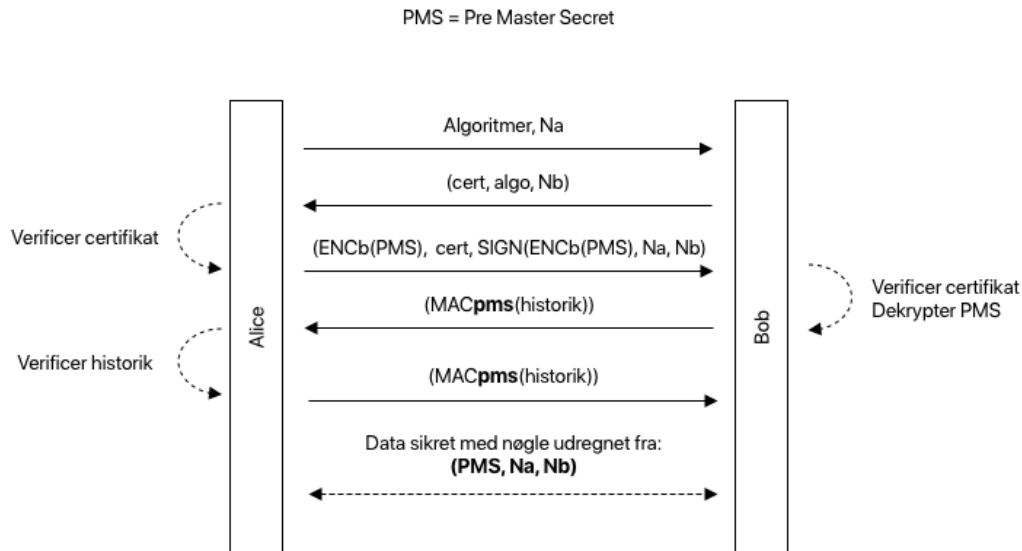 PMS = Pre Master Secret
Algoritmer, Na
(cert, algo, Nb)
Verificer certifikat
(ENCb(PMS), cert, SIGN(ENCb(PMS), Na, Nb)
Verificer certifikat
Dekrypter PMS
(MACpms(historik))
Alice
Bob
Verificer historik
(MACpms(historik))
Data sikret med nøgle udregnet fra:
(PMS, Na, Nb)